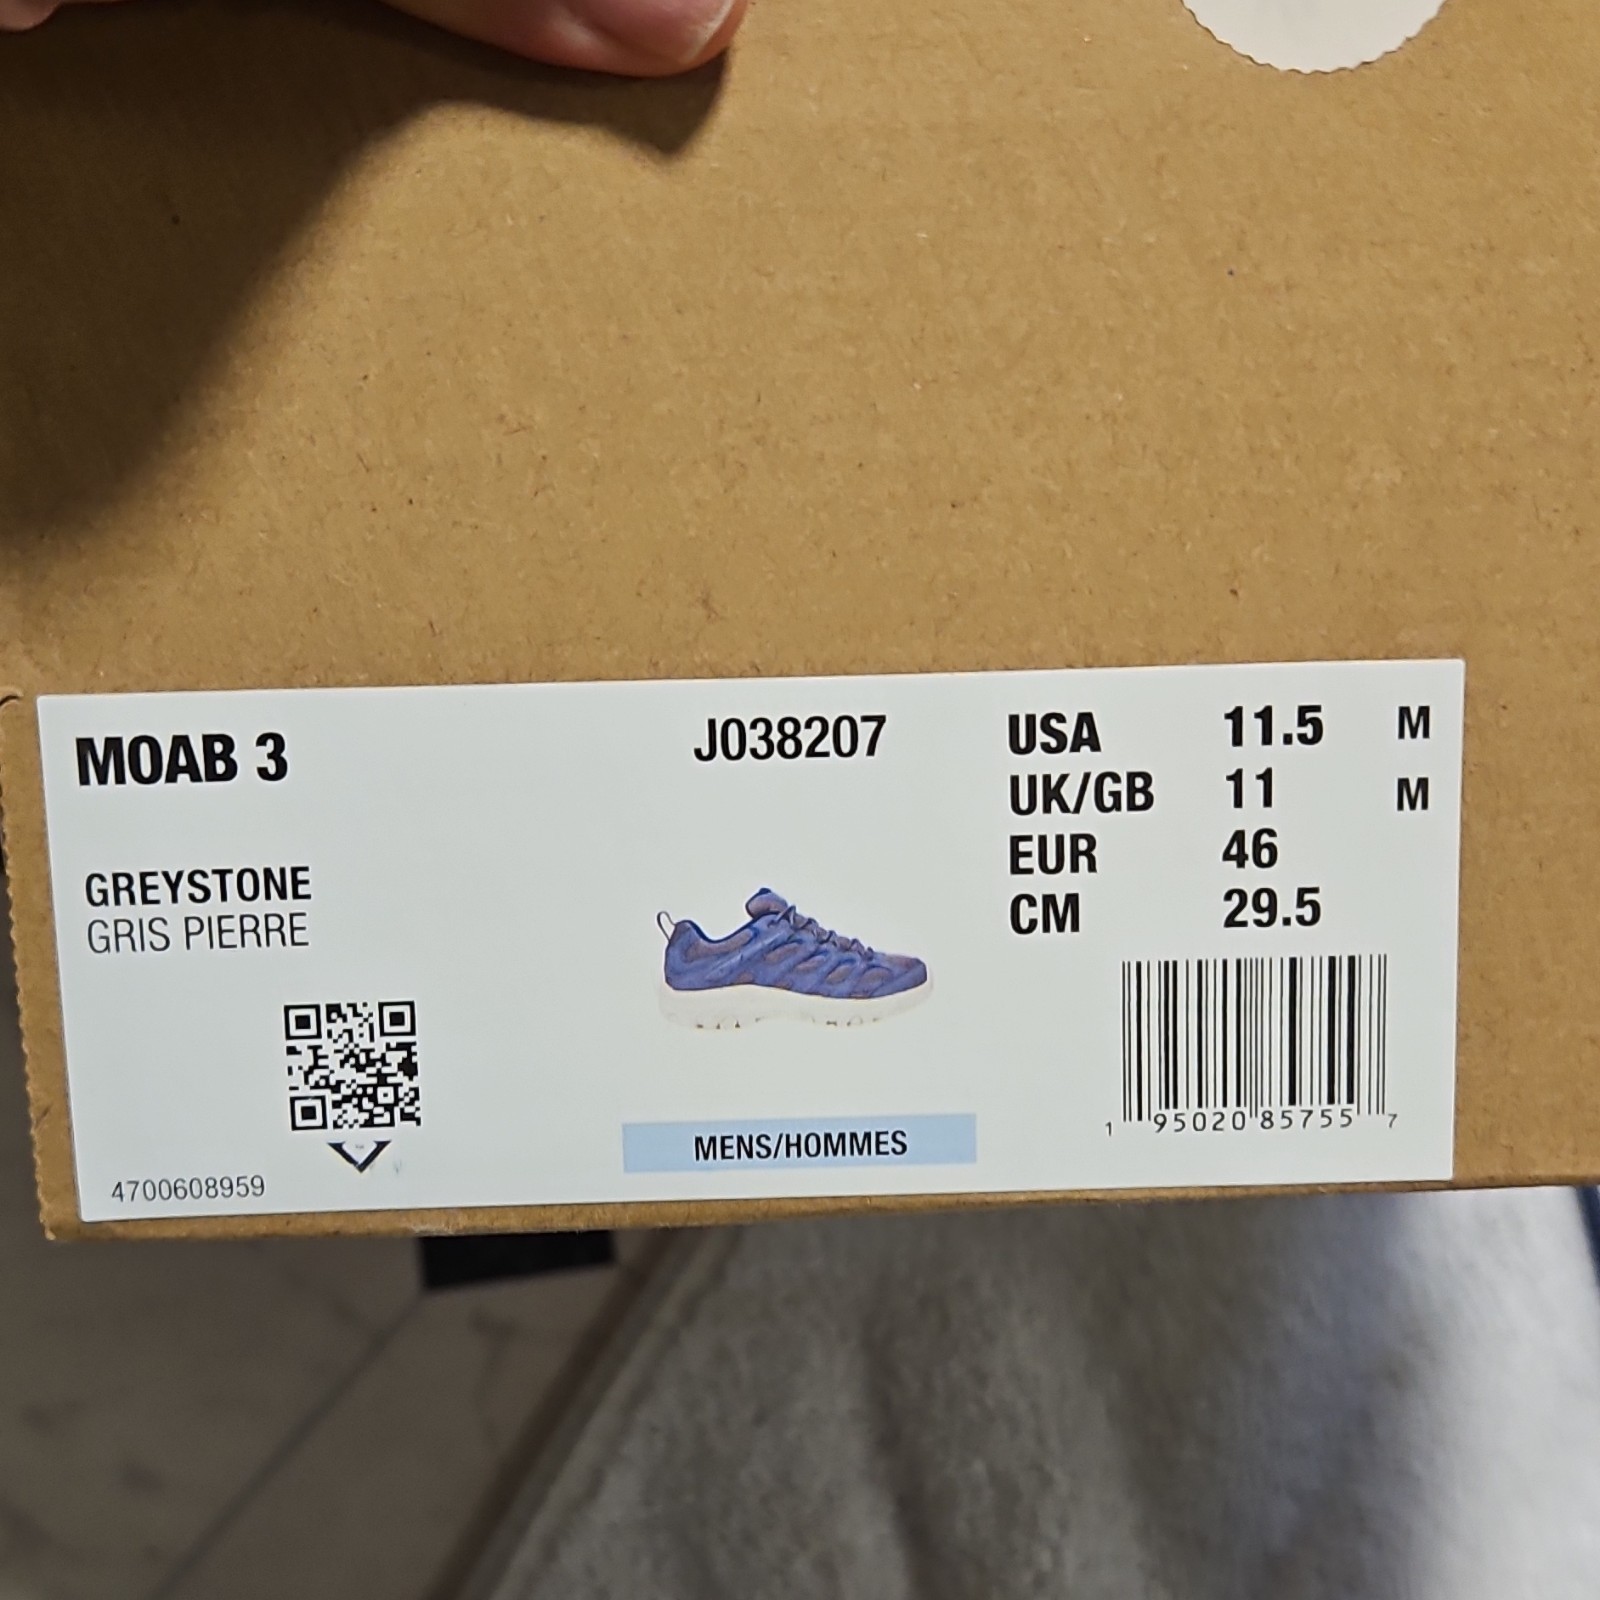 MOAB 3
J038207
USA 11.5 M
UK/GB 11 M
EUR 46
CM 29.5
GREYSTONE
GRIS PIERRE
MENS/HOMMES
1 95020 85755 7
4700608959